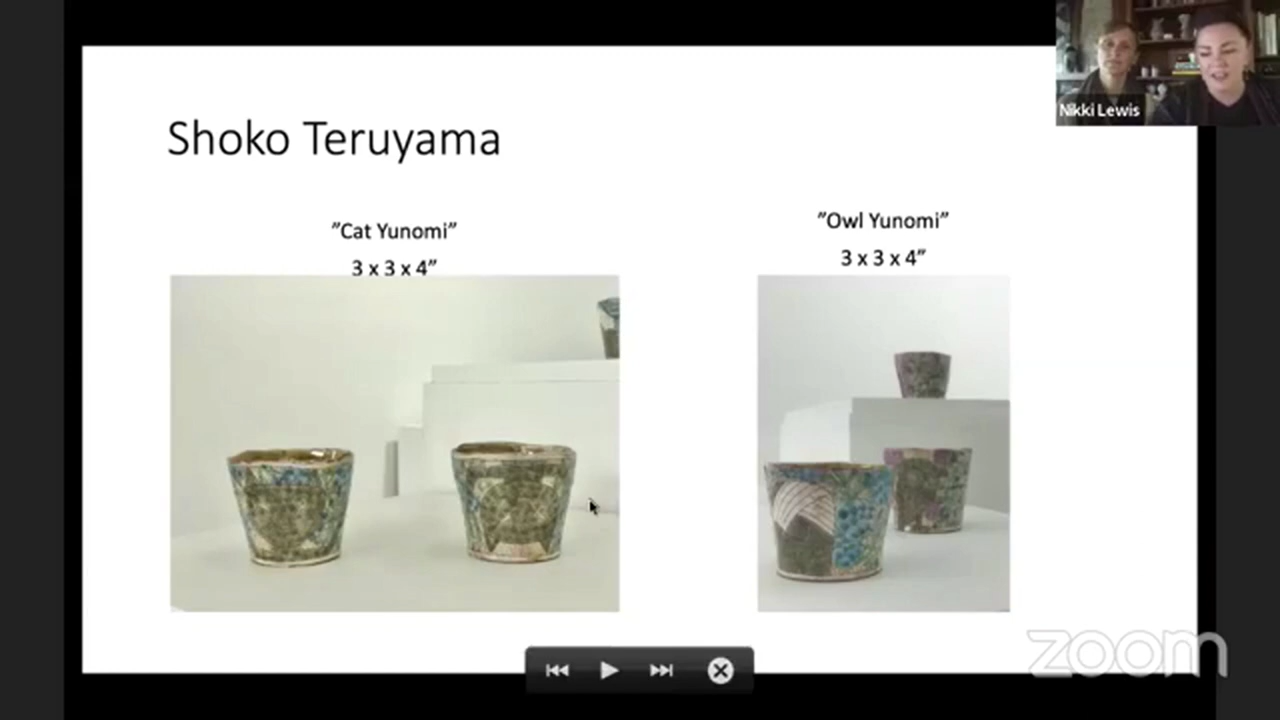 Nikki Lewis
Shoko Teruyama
”Cat Yunomi”
3 x 3 x 4”
”Owl Yunomi”
3 x 3 x 4”
zoom